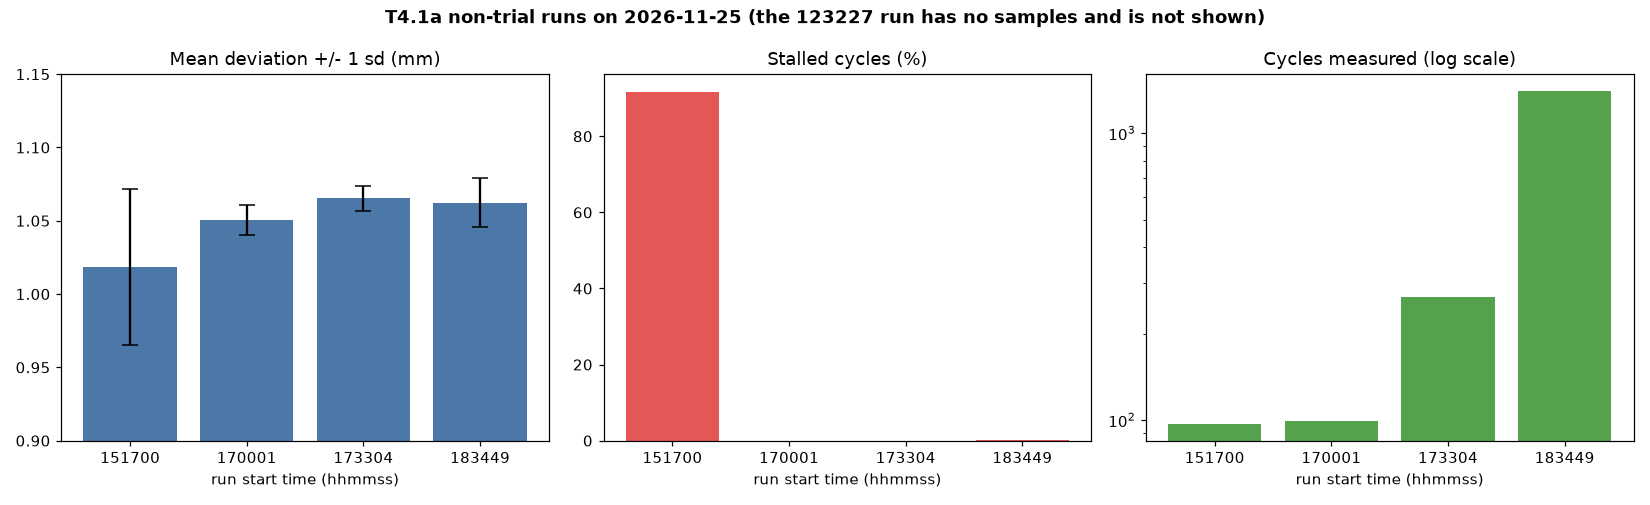 T4.1a non-trial runs on 2026-11-25 (the 123227 run has no samples and is not shown)
Mean deviation +/- 1 sd (mm)
1.15
1.10
1.05
1.00
0.95
0.90
151700 170001 173304 183449
run start time (hhmmss)
Stalled cycles (%)
80
60
40
20
0
151700 170001 173304 183449
run start time (hhmmss)
Cycles measured (log scale)
10³
10²
151700 170001 173304 183449
run start time (hhmmss)